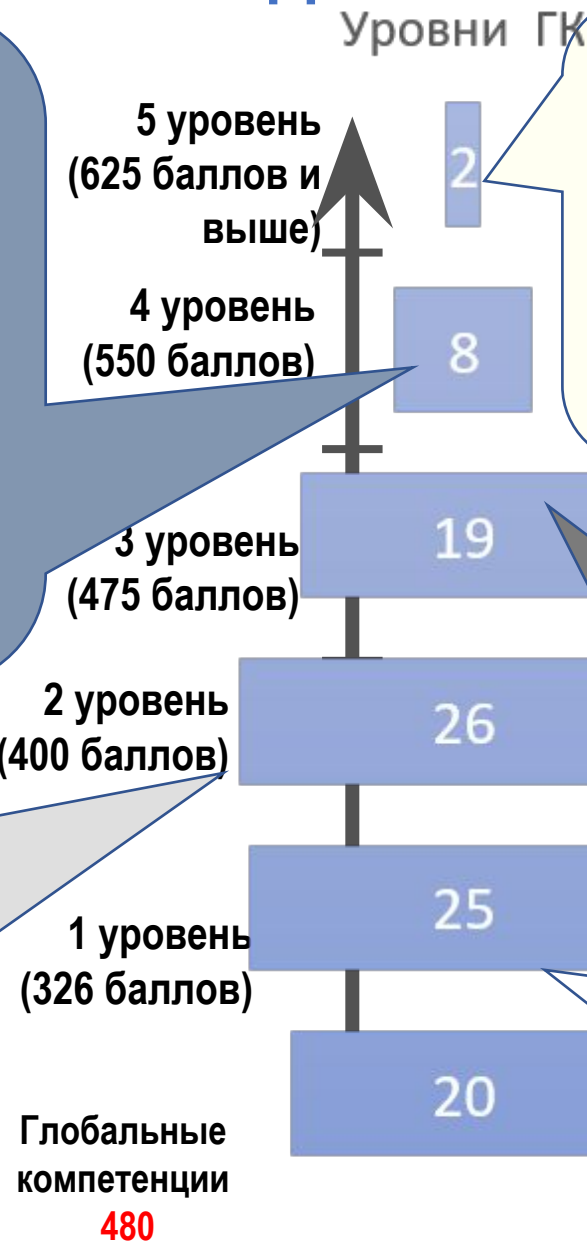 Уровни ГК
5 уровень
(625 баллов и
выше)
2
4 уровень
(550 баллов)
8
3 уровень
(475 баллов)
19
2 уровень
(400 баллов)
26
1 уровень
(326 баллов)
25
20
Глобальные
компетенции
480